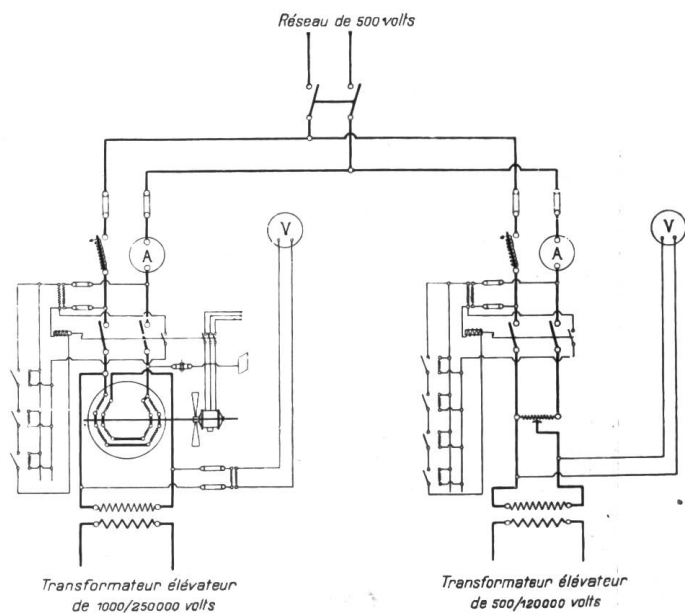 Réseau de 500 volts
V
V
A
A
Transformateur élévateur
de 1000/250000 volts
Transformateur élévateur
de 500/120000 volts